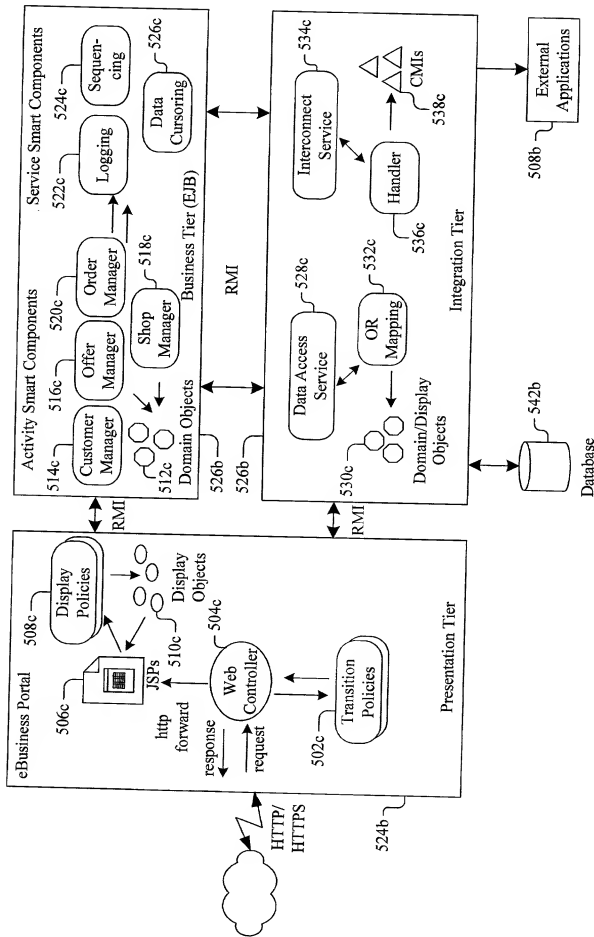 eBusiness Portal
506c
508c
Display
Policies
JSPs
510c
Display
Objects
http
forward
504c
Web
Controller
response
request
502c
Transition
Policies
Presentation Tier
HTTP/
HTTPS
524b
RMI
RMI
Activity Smart Components
Service Smart Components
514c
516c
520c
522c
524c
Customer
Manager
Offer
Manager
Order
Manager
Logging
Sequen-
cing
512c
Shop
Manager
518c
Data
Cursoring
526c
Domain Objects
Business Tier (EJB)
526b
526b
RMI
Data Access
Service
528c
Interconnect
Service
534c
530c
OR
Mapping
532c
Handler
536c
CMIs
538c
Domain/Display
Objects
Integration Tier
542b
Database
508b
External
Applications